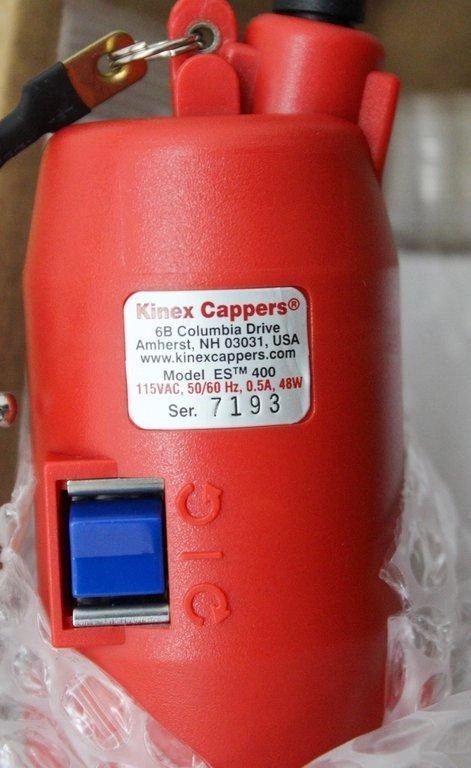 Kinex Cappers®
6B Columbia Drive
Amherst, NH 03031, USA
www.kinexcappers.com
Model ES™ 400
115VAC, 50/60 Hz, 0.5A, 48W
Ser. 7193